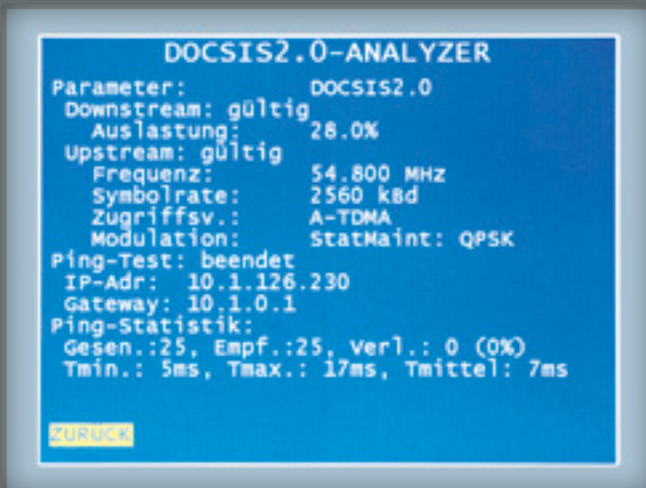 DOCSIS2.0-ANALYZER
Parameter: DOCSIS2.0
Downstream: gültig
Auslastung: 28.0%
Upstream: gültig
Frequenz: 54.800 MHz
Symbolrate: 2560 kBd
Zugriffsv.: A-TDMA
Modulation: StatMaint: QPSK
Ping-Test: beendet
IP-Adr: 10.1.126.230
Gateway: 10.1.0.1
Ping-Statistik:
Gesen.:25, Empf.:25, Verl.: 0 (0%)
Tmin.: 5ms, Tmax.: 17ms, Tmittel: 7ms
ZURÜCK